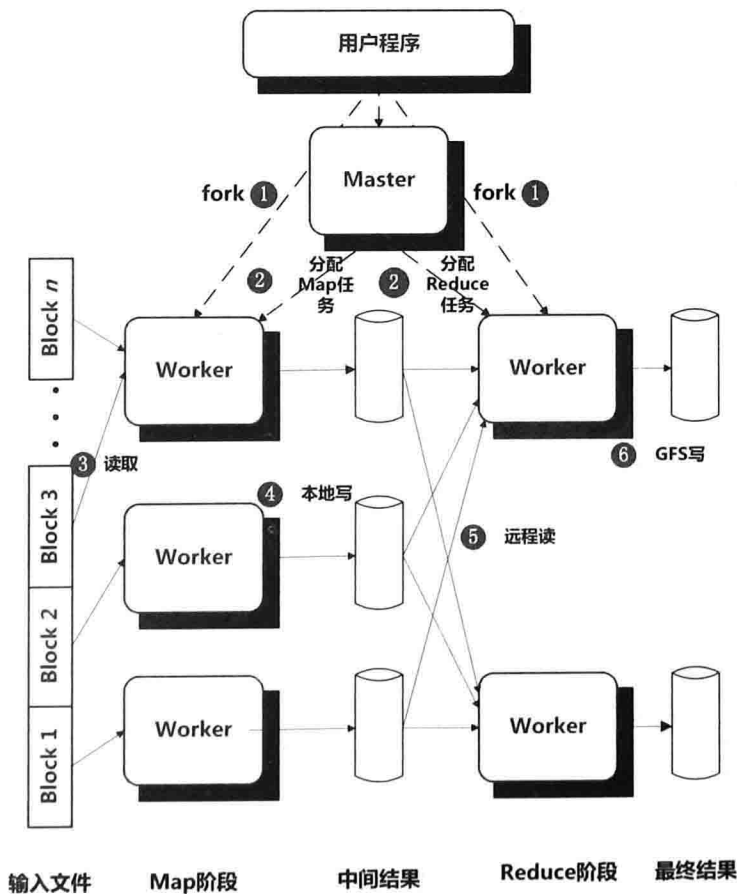 用户程序
Master
fork 1
fork 1
2
分配
Map任
务
2
分配
Reduce
任务
Block n
Worker
Worker
3 读取
6 GFS写
Block 3
4 本地写
Worker
5 远程读
Block 2
Block 1
Worker
Worker
输入文件
Map阶段
中间结果
Reduce阶段
最终结果